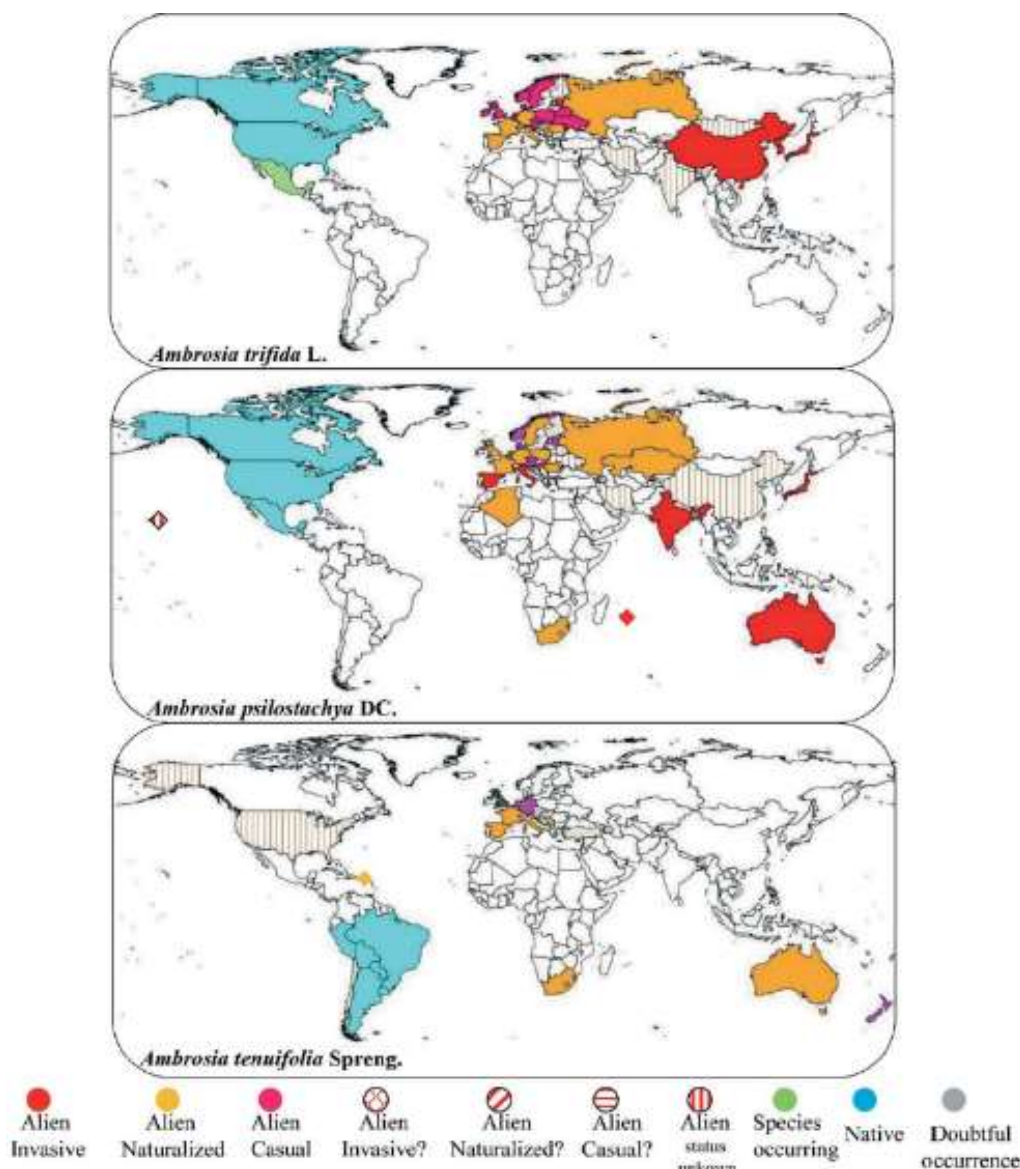 Ambrosia trifida L.
Ambrosia psilostachya DC.
Ambrosia tenuifolia Spreng.
Alien Invasive
Alien Naturalized
Alien Casual
Alien Invasive?
Alien Naturalized?
Alien Casual?
Alien status unkown
Species occurring
Native
Doubtful occurrence